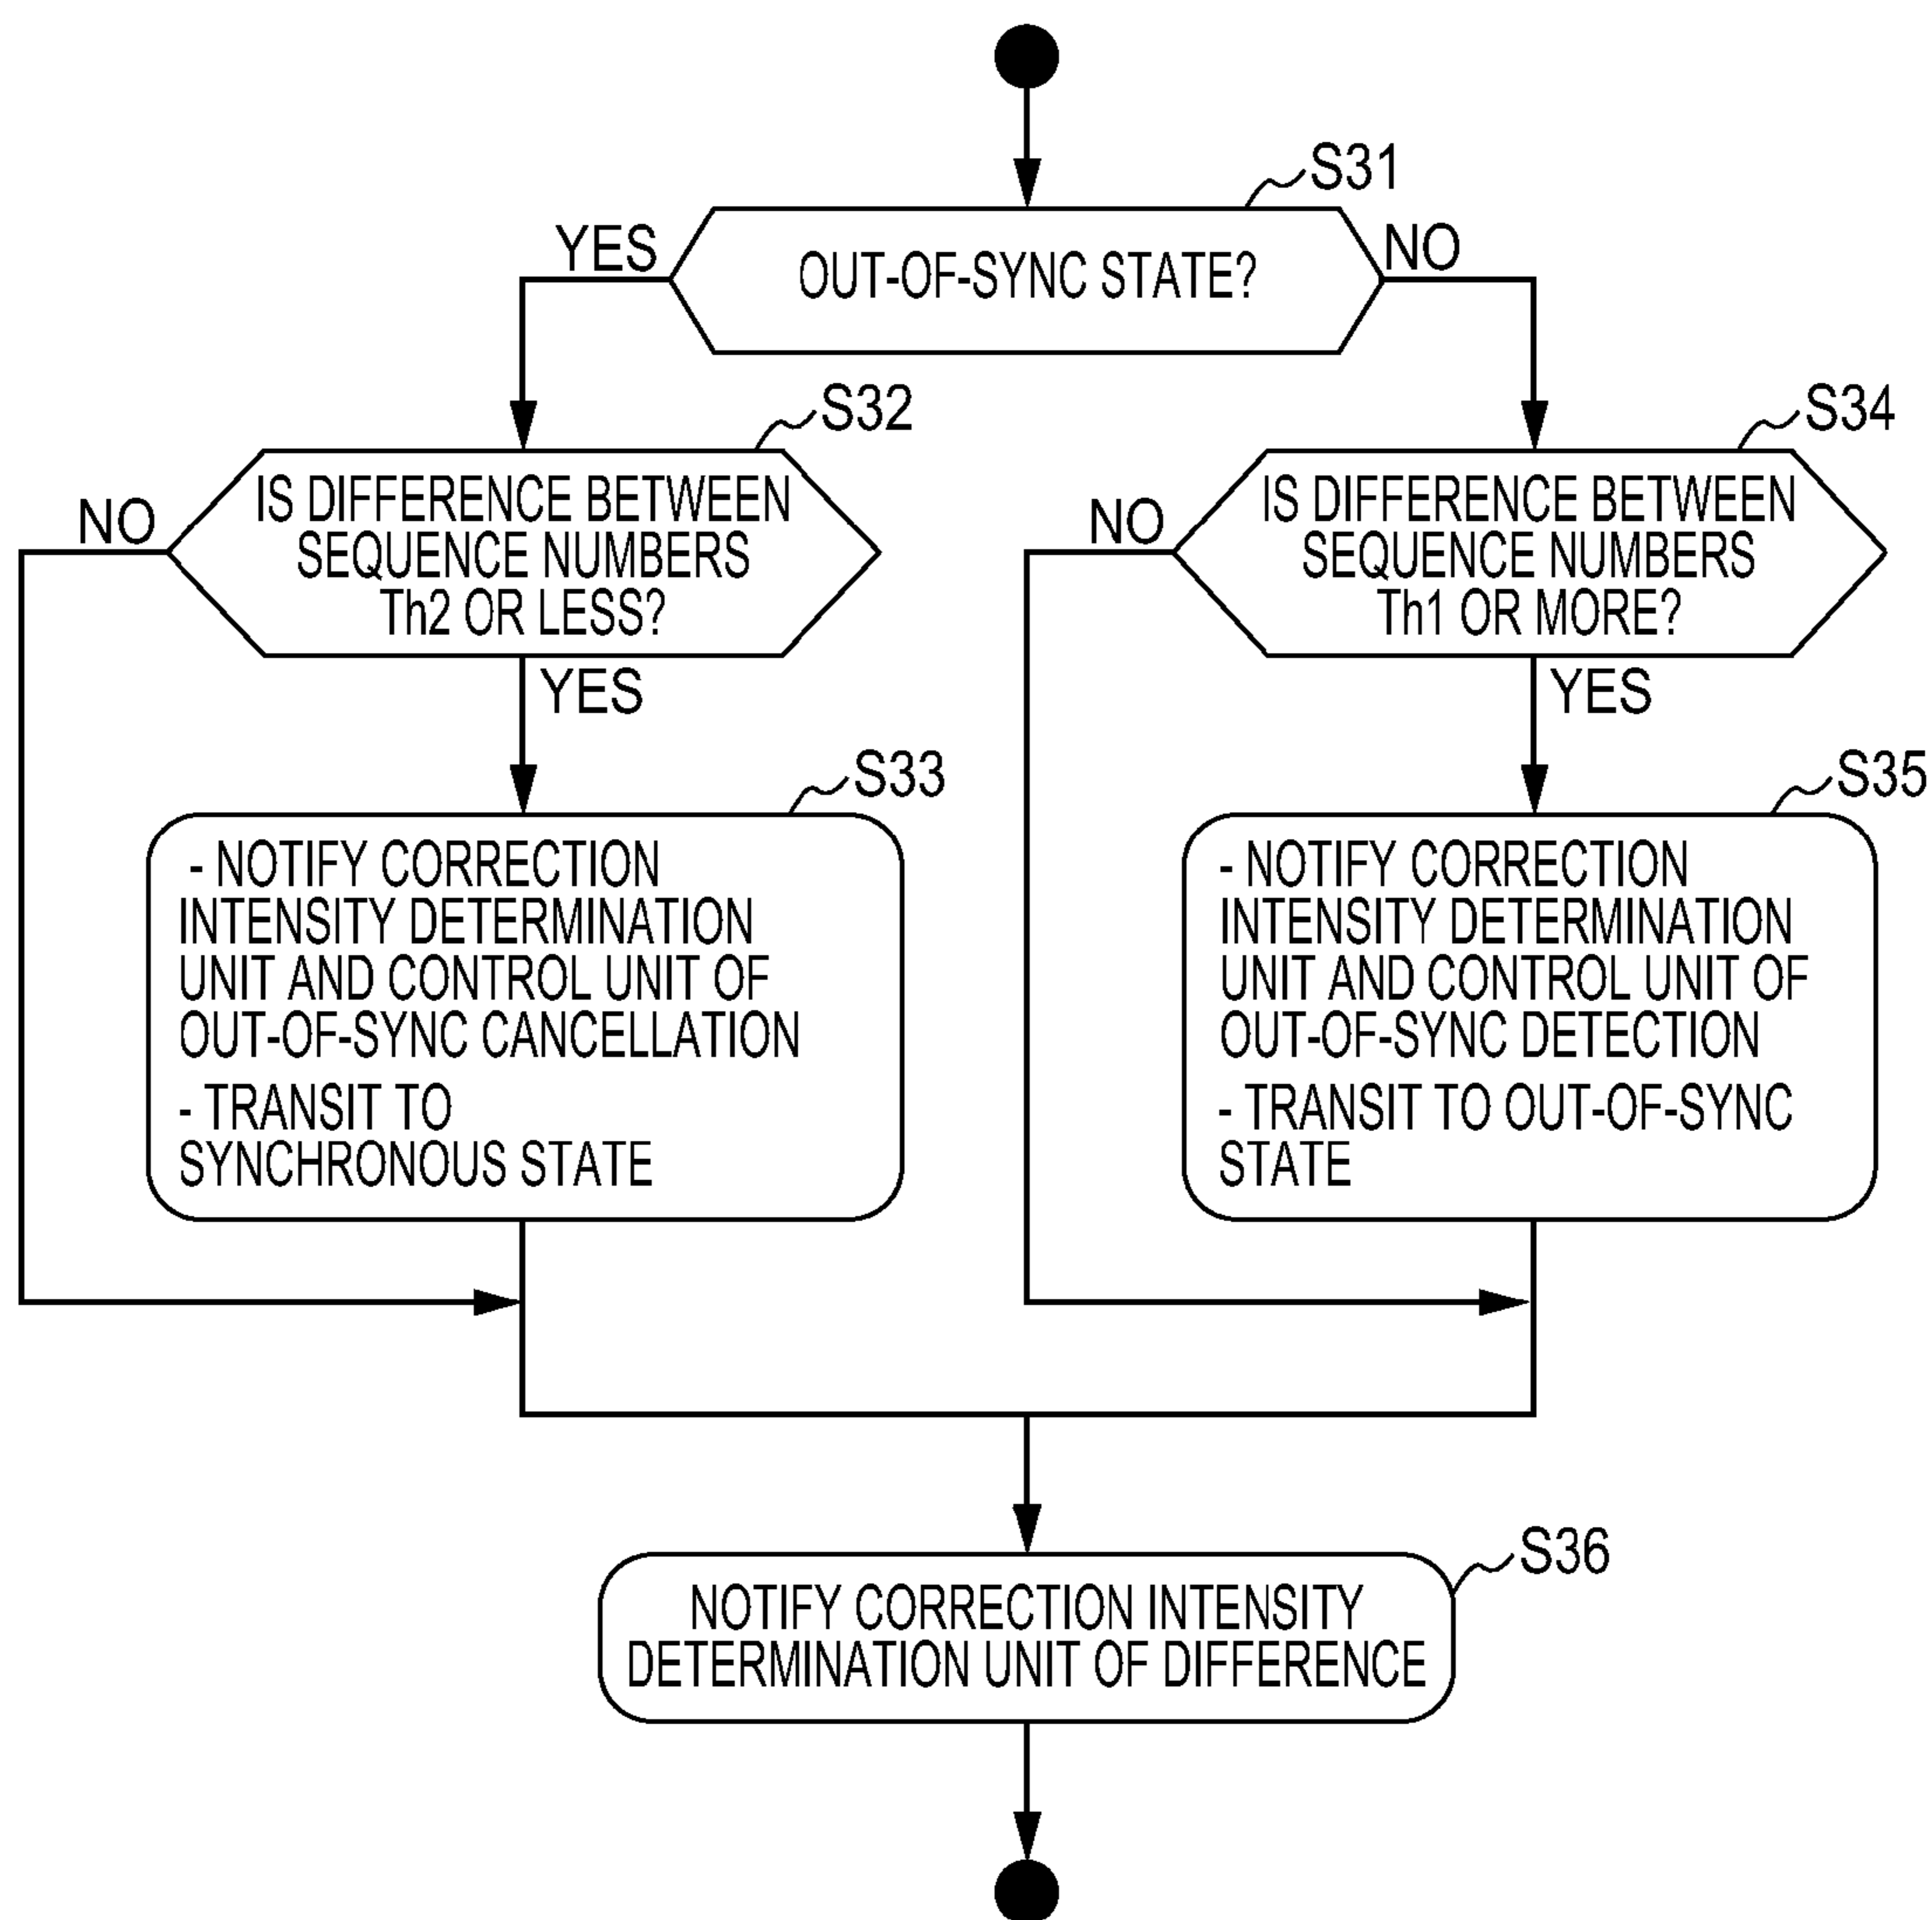 S31
YES
OUT-OF-SYNC STATE?
NO
S32
NO
IS DIFFERENCE BETWEEN
SEQUENCE NUMBERS
Th2 OR LESS?
YES
S34
NO
IS DIFFERENCE BETWEEN
SEQUENCE NUMBERS
Th1 OR MORE?
YES
S33
- NOTIFY CORRECTION
INTENSITY DETERMINATION
UNIT AND CONTROL UNIT OF
OUT-OF-SYNC CANCELLATION
- TRANSIT TO
SYNCHRONOUS STATE
S35
- NOTIFY CORRECTION
INTENSITY DETERMINATION
UNIT AND CONTROL UNIT OF
OUT-OF-SYNC DETECTION
- TRANSIT TO OUT-OF-SYNC
STATE
S36
NOTIFY CORRECTION INTENSITY
DETERMINATION UNIT OF DIFFERENCE